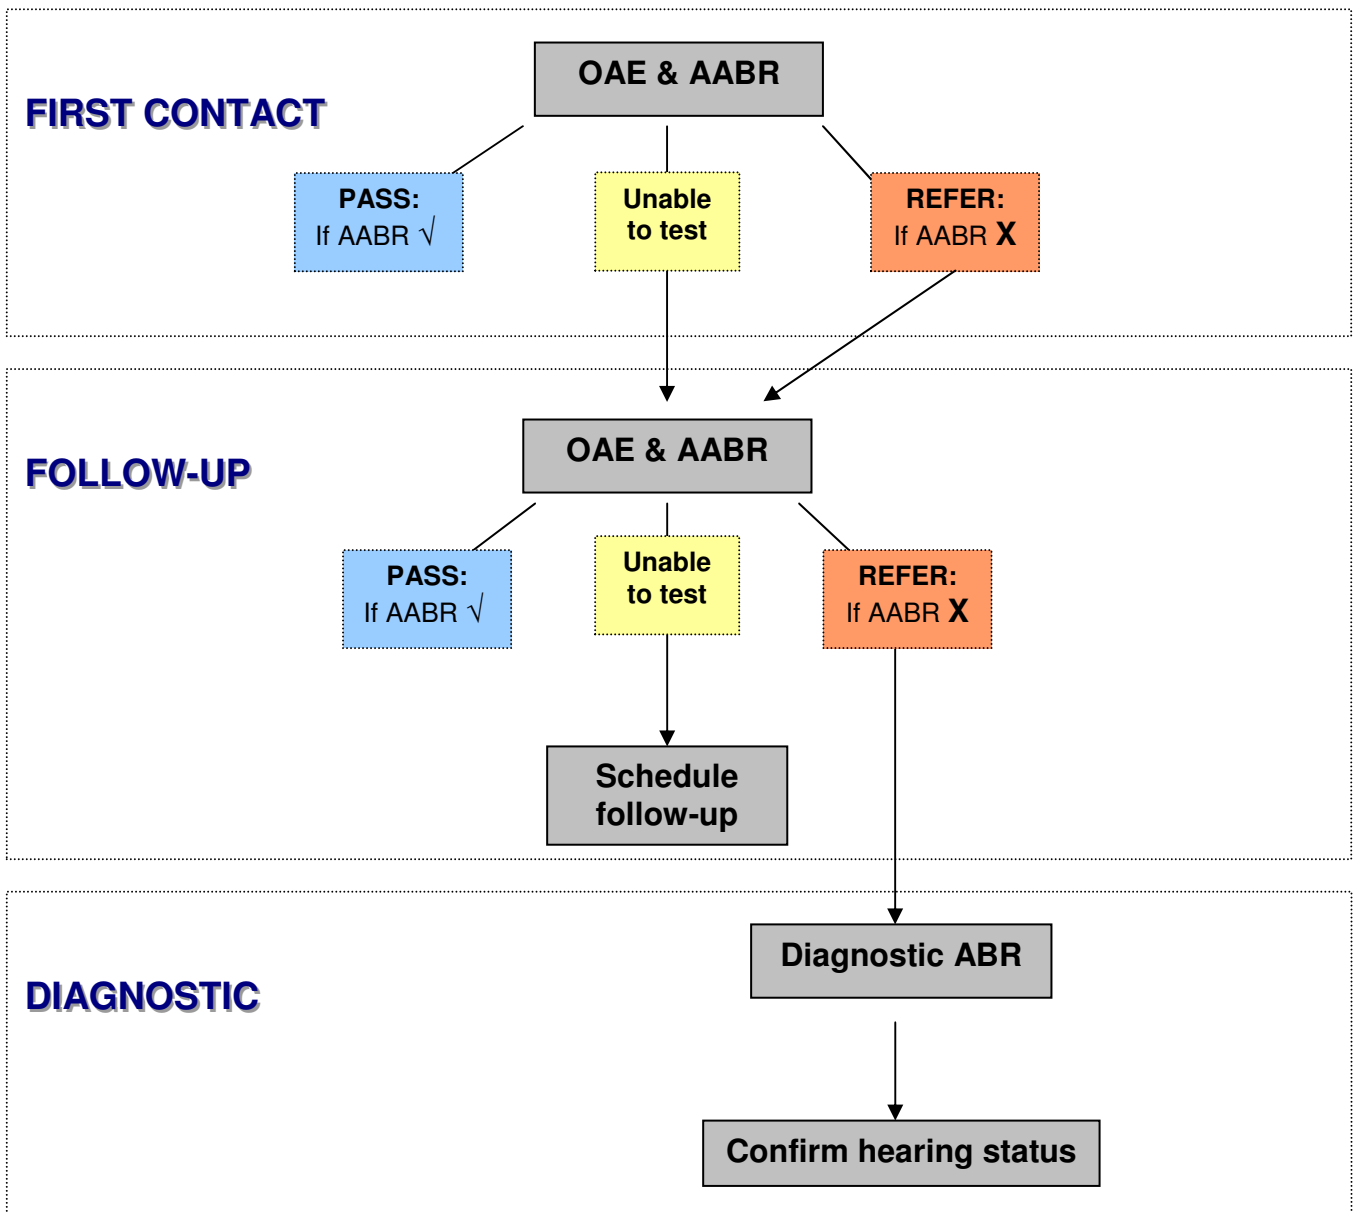 OAE & AABR
FIRST CONTACT
PASS:
If AABR √
Unable
to test
REFER:
If AABR X
OAE & AABR
FOLLOW-UP
PASS:
If AABR √
Unable
to test
REFER:
If AABR X
Schedule
follow-up
Diagnostic ABR
DIAGNOSTIC
Confirm hearing status